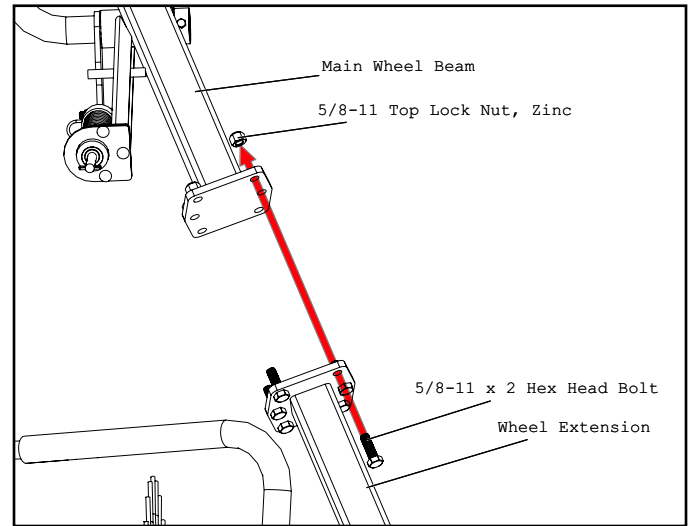 Main Wheel Beam
5/8-11 Top Lock Nut, Zinc
5/8-11 x 2 Hex Head Bolt
Wheel Extension